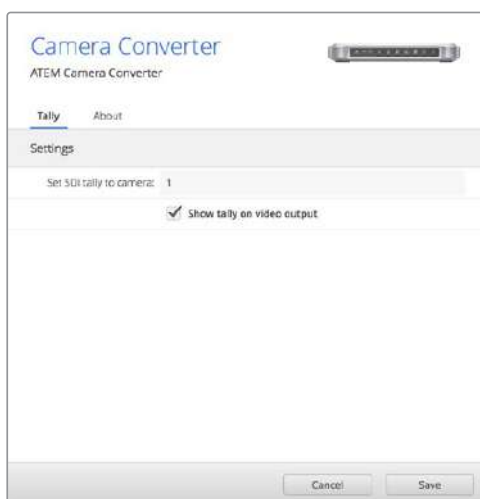 Camera Converter
ATEM Camera Converter
Tally About
Settings
Set SDI tally to camera: 1
Show tally on video output
Cancel Save